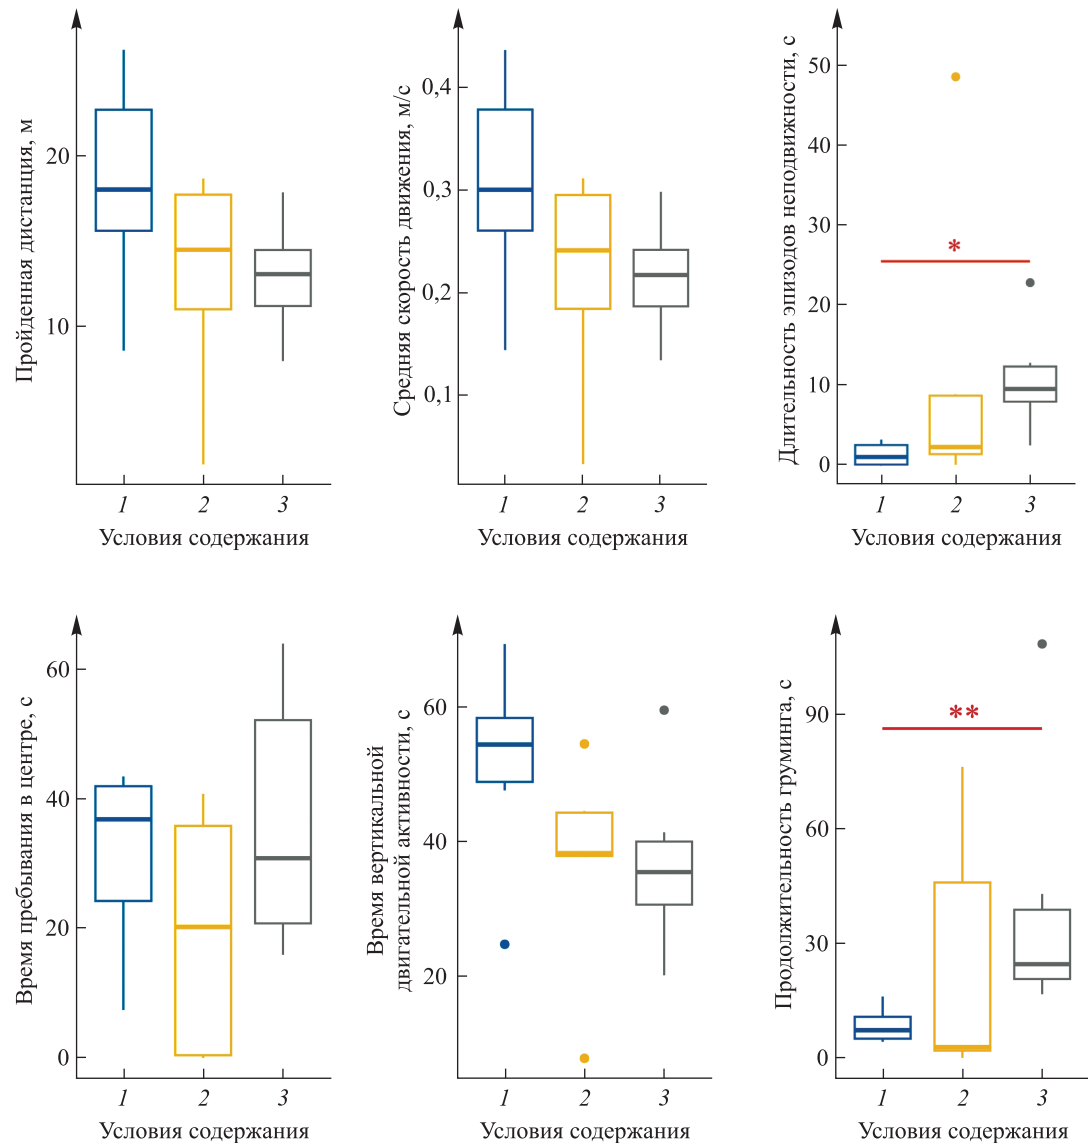 Пройденная дистанция, м
20
10
1 2 3
Условия содержания
Средняя скорость движения, м/с
0,4
0,3
0,2
0,1
1 2 3
Условия содержания
Длительность эпизодов неподвижности, с
50
40
30
20
10
0
*
1 2 3
Условия содержания
Время пребывания в центре, с
60
40
20
0
1 2 3
Условия содержания
Время вертикальной
двигательной активности, с
60
40
20
1 2 3
Условия содержания
Продолжительность груминга, с
90
60
30
0
**
1 2 3
Условия содержания